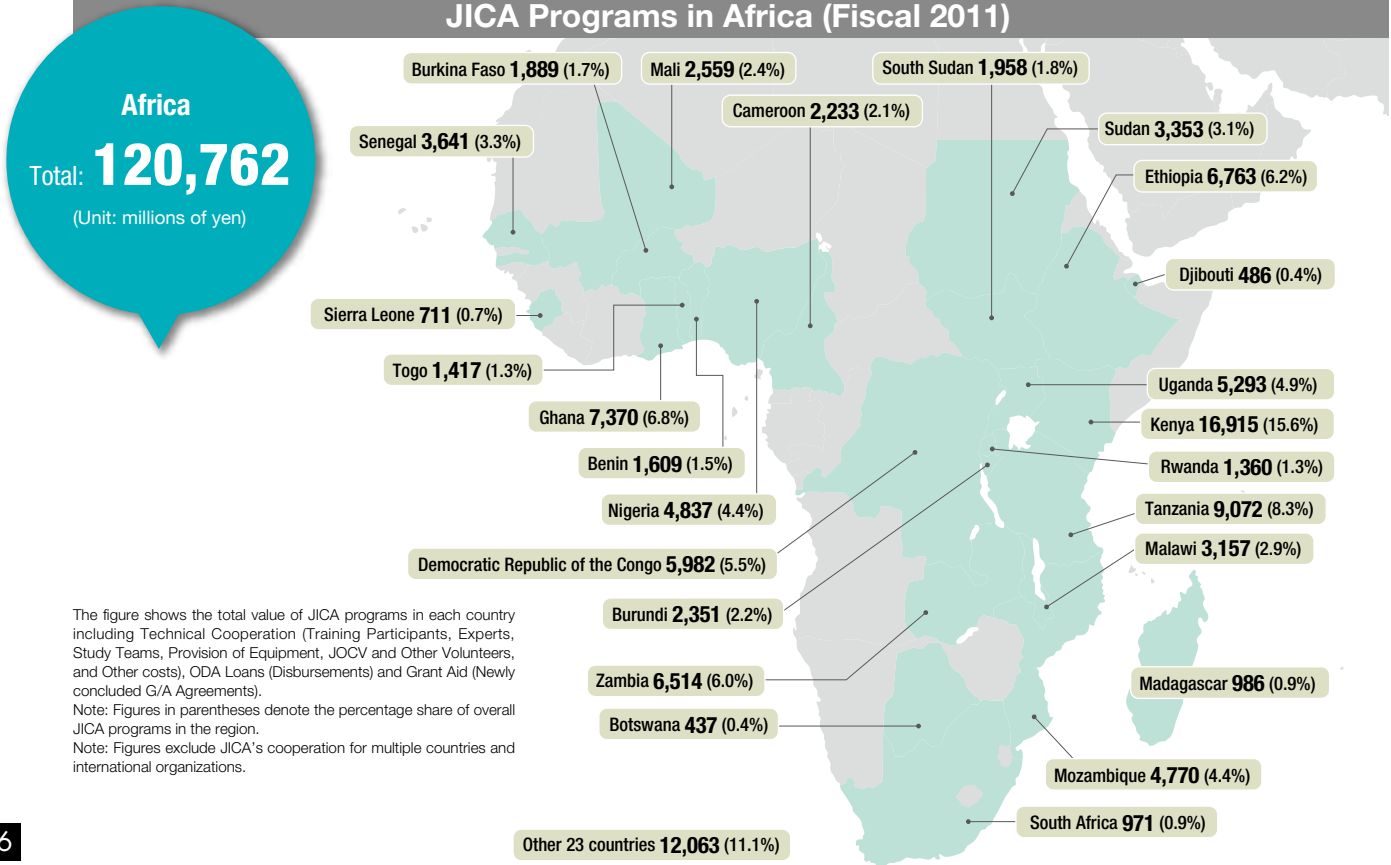 JICA Programs in Africa (Fiscal 2011)
Africa
Total: 120,762
(Unit: millions of yen)
Burkina Faso 1,889 (1.7%)
Mali 2,559 (2.4%)
South Sudan 1,958 (1.8%)
Cameroon 2,233 (2.1%)
Senegal 3,641 (3.3%)
Sudan 3,353 (3.1%)
Ethiopia 6,763 (6.2%)
Djibouti 486 (0.4%)
Sierra Leone 711 (0.7%)
Togo 1,417 (1.3%)
Uganda 5,293 (4.9%)
Ghana 7,370 (6.8%)
Kenya 16,915 (15.6%)
Benin 1,609 (1.5%)
Rwanda 1,360 (1.3%)
Nigeria 4,837 (4.4%)
Tanzania 9,072 (8.3%)
Malawi 3,157 (2.9%)
Democratic Republic of the Congo 5,982 (5.5%)
Burundi 2,351 (2.2%)
Zambia 6,514 (6.0%)
Madagascar 986 (0.9%)
Botswana 437 (0.4%)
Mozambique 4,770 (4.4%)
South Africa 971 (0.9%)
Other 23 countries 12,063 (11.1%)
The figure shows the total value of JICA programs in each country
including Technical Cooperation (Training Participants, Experts,
Study Teams, Provision of Equipment, JOCV and Other Volunteers,
and Other costs), ODA Loans (Disbursements) and Grant Aid (Newly
concluded G/A Agreements).
Note: Figures in parentheses denote the percentage share of overall
JICA programs in the region.
Note: Figures exclude JICA's cooperation for multiple countries and
international organizations.
6